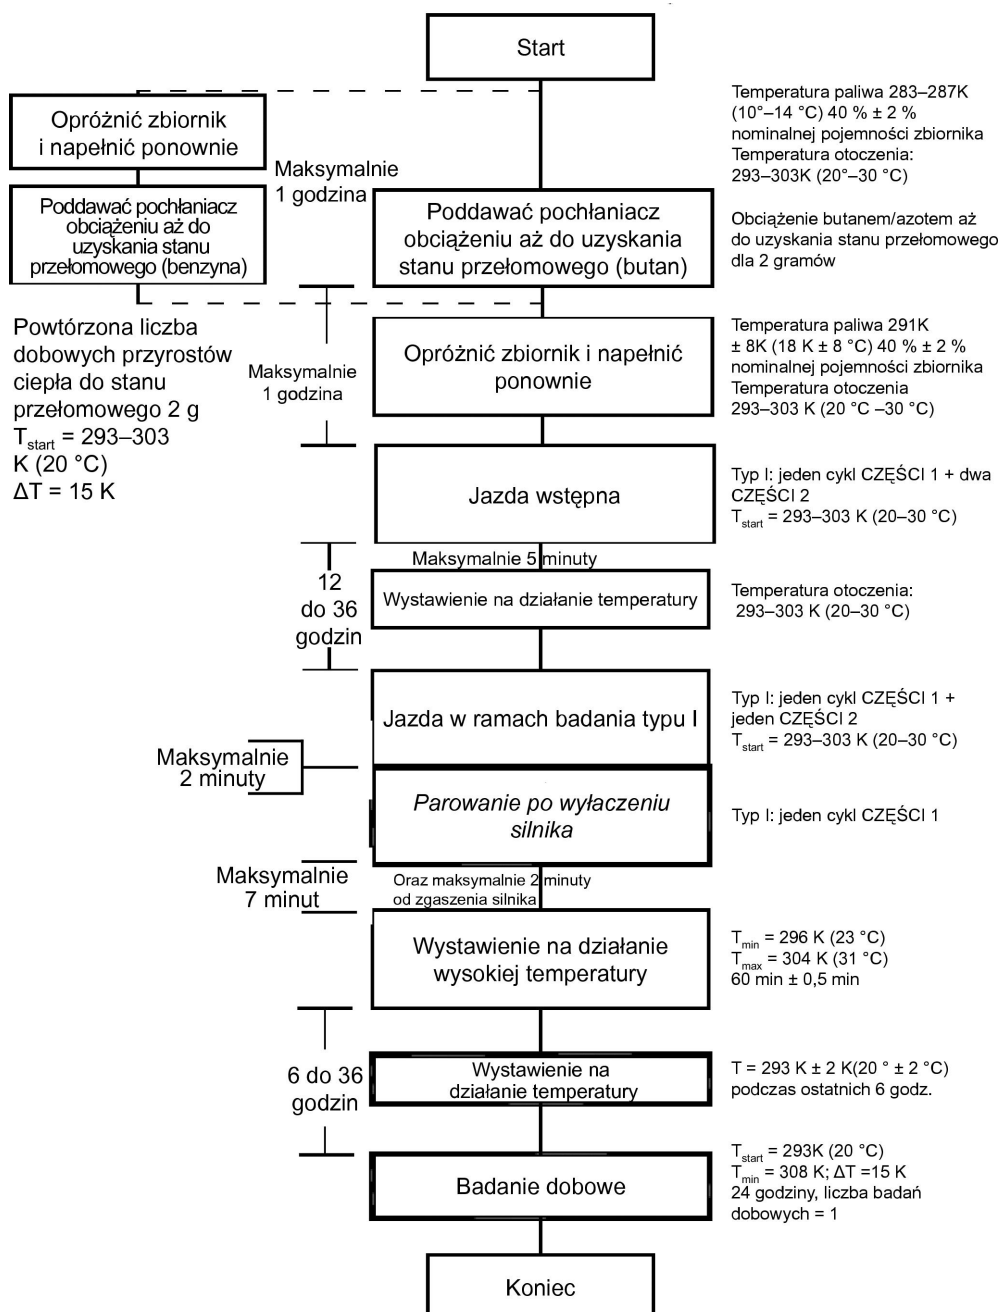 Start
Temperatura paliwa 283–287K
(10°–14 °C) 40 % ± 2 %
nominalnej pojemności zbiornika
Temperatura otoczenia:
293–303K (20°–30 °C)
Opróżnić zbiornik
i napełnić ponownie
Maksymalnie
1 godzina
Poddawać pochłaniacz
obciążeniu aż do
uzyskania stanu
przełomowego (benzyna)
Poddawać pochłaniacz
obciążeniu aż do uzyskania
stanu przełomowego (butan)
Obciążenie butanem/azotem aż
do uzyskania stanu przełomowego
dla 2 gramów
Powtórzona liczba
dobowych przyrostów
ciepła do stanu
przełomowego 2 g
Tstart = 293–303
K (20 °C)
ΔT = 15 K
Maksymalnie
1 godzina
Opróżnić zbiornik i napełnić
ponownie
Temperatura paliwa 291K
± 8K (18 K ± 8 °C) 40 % ± 2 %
nominalnej pojemności zbiornika
Temperatura otoczenia
293–303 K (20 °C –30 °C)
Jazda wstępna
Typ I: jeden cykl CZĘŚCI 1 + dwa
CZĘŚCI 2
Tstart = 293–303 K (20–30 °C)
Maksymalnie 5 minuty
12
do 36
godzin
Wystawienie na działanie temperatury
Temperatura otoczenia:
293–303 K (20–30 °C)
Jazda w ramach badania typu I
Typ I: jeden cykl CZĘŚCI 1 +
jeden CZĘŚCI 2
Tstart = 293–303 K (20–30 °C)
Maksymalnie
2 minuty
Parowanie po wyłaczeniu
silnika
Typ I: jeden cykl CZĘŚCI 1
Maksymalnie
7 minut
Oraz maksymalnie 2 minuty
od zgaszenia silnika
Wystawienie na działanie
wysokiej temperatury
Tmin = 296 K (23 °C)
Tmax = 304 K (31 °C)
60 min ± 0,5 min
6 do 36
godzin
Wystawienie na
działanie temperatury
T = 293 K ± 2 K(20 ° ± 2 °C)
podczas ostatnich 6 godz.
Badanie dobowe
Tstart = 293K (20 °C)
Tmin = 308 K; ΔT =15 K
24 godziny, liczba badań
dobowych = 1
Koniec